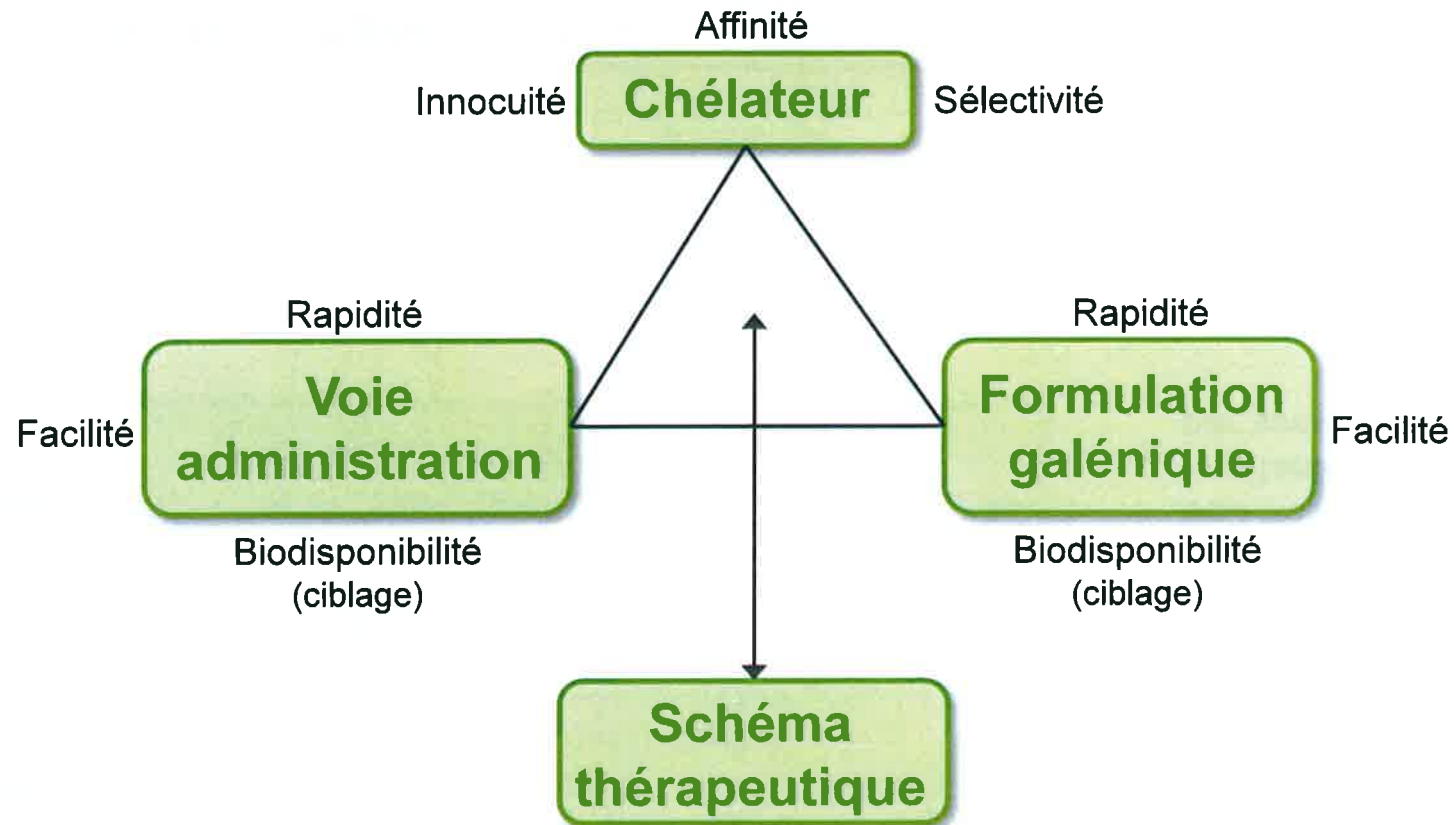 Affinité
Innocuité
Chélateur
Sélectivité
Rapidité
Facilité
Voie
administration
Biodisponibilité
(ciblage)
Rapidité
Formulation
galénique
Facilité
Biodisponibilité
(ciblage)
Schéma
thérapeutique